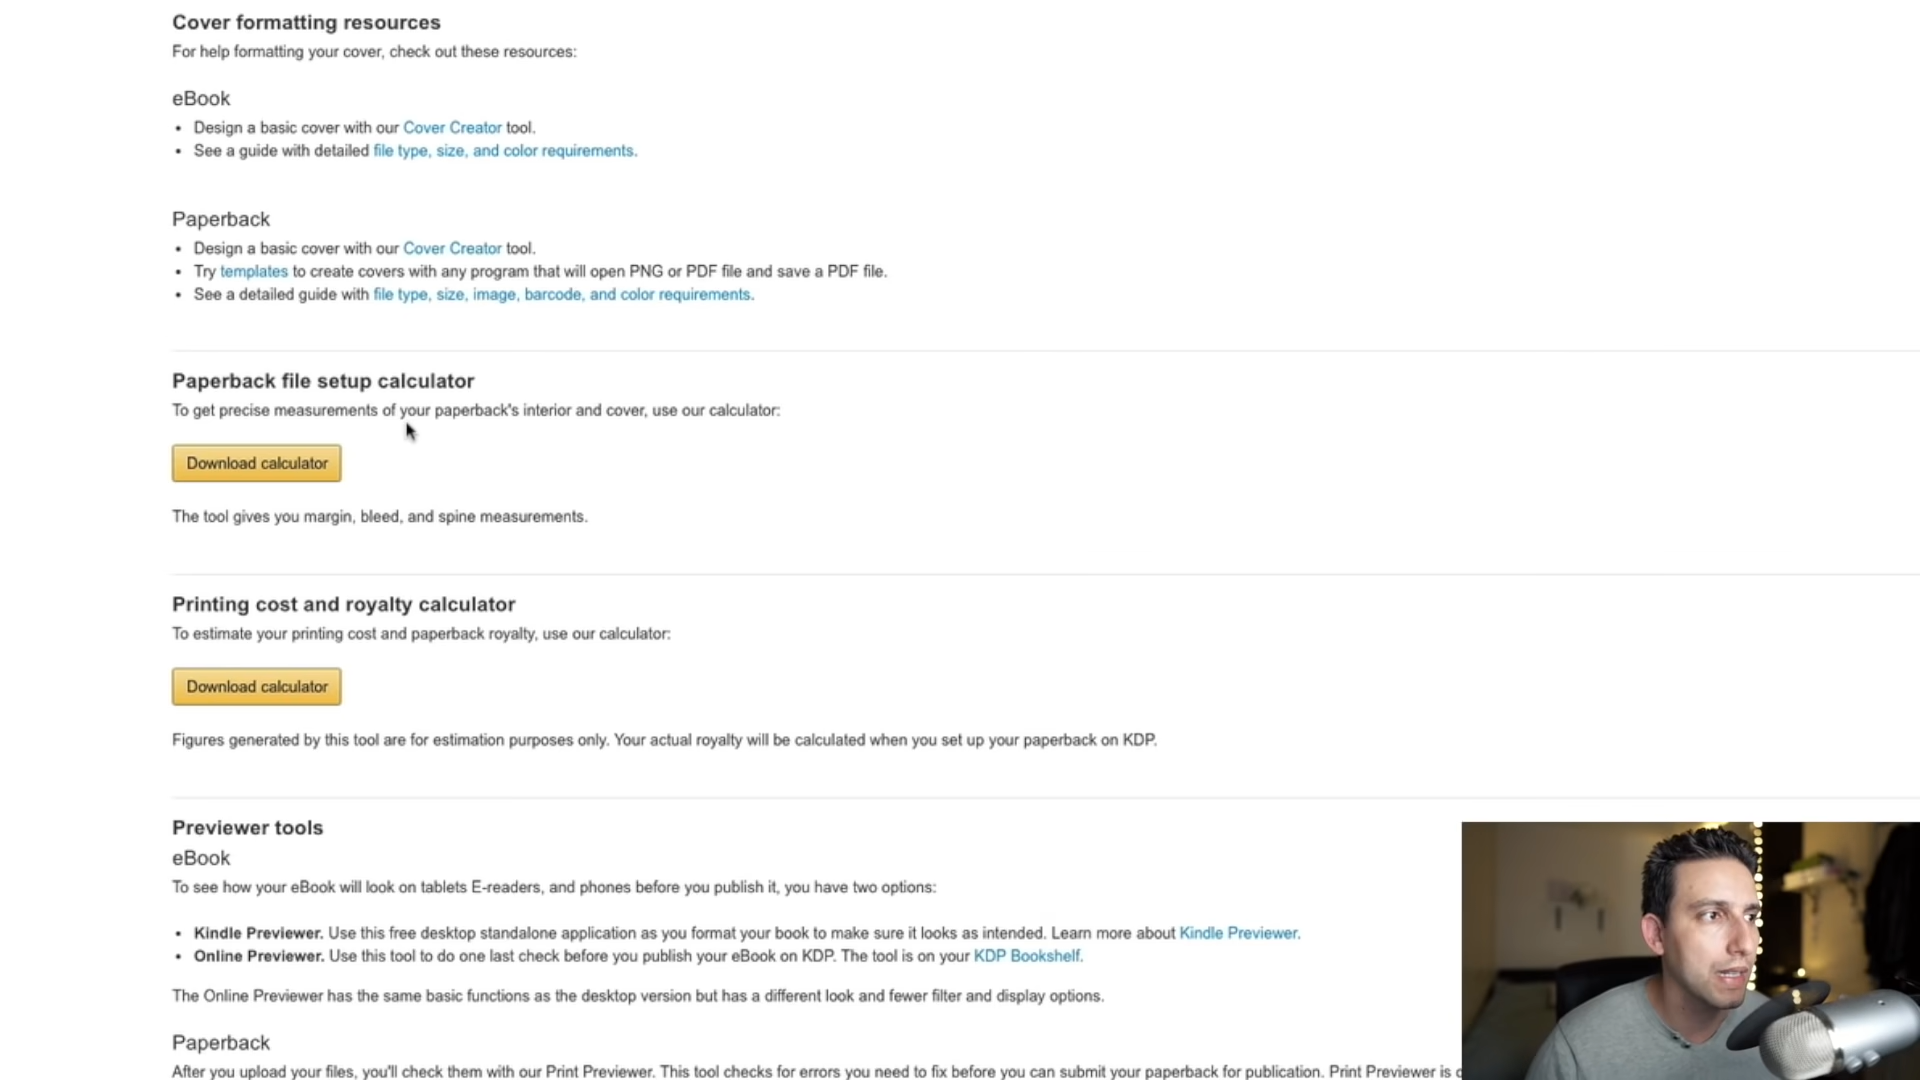 Cover formatting resources
For help formatting your cover, check out these resources:
eBook
• Design a basic cover with our Cover Creator tool.
• See a guide with detailed file type, size, and color requirements.
Paperback
• Design a basic cover with our Cover Creator tool.
• Try templates to create covers with any program that will open PNG or PDF file and save a PDF file.
• See a detailed guide with file type, size, image, barcode, and color requirements.
Paperback file setup calculator
To get precise measurements of your paperback's interior and cover, use our calculator:
Download calculator
The tool gives you margin, bleed, and spine measurements.
Printing cost and royalty calculator
To estimate your printing cost and paperback royalty, use our calculator:
Download calculator
Figures generated by this tool are for estimation purposes only. Your actual royalty will be calculated when you set up your paperback on KDP.
Previewer tools
eBook
To see how your eBook will look on tablets E-readers, and phones before you publish it, you have two options:
• Kindle Previewer. Use this free desktop standalone application as you format your book to make sure it looks as intended. Learn more about Kindle Previewer.
• Online Previewer. Use this tool to do one last check before you publish your eBook on KDP. The tool is on your KDP Bookshelf.
The Online Previewer has the same basic functions as the desktop version but has a different look and fewer filter and display options.
Paperback
After you upload your files, you'll check them with our Print Previewer. This tool checks for errors you need to fix before you can submit your paperback for publication. Print Previewer is